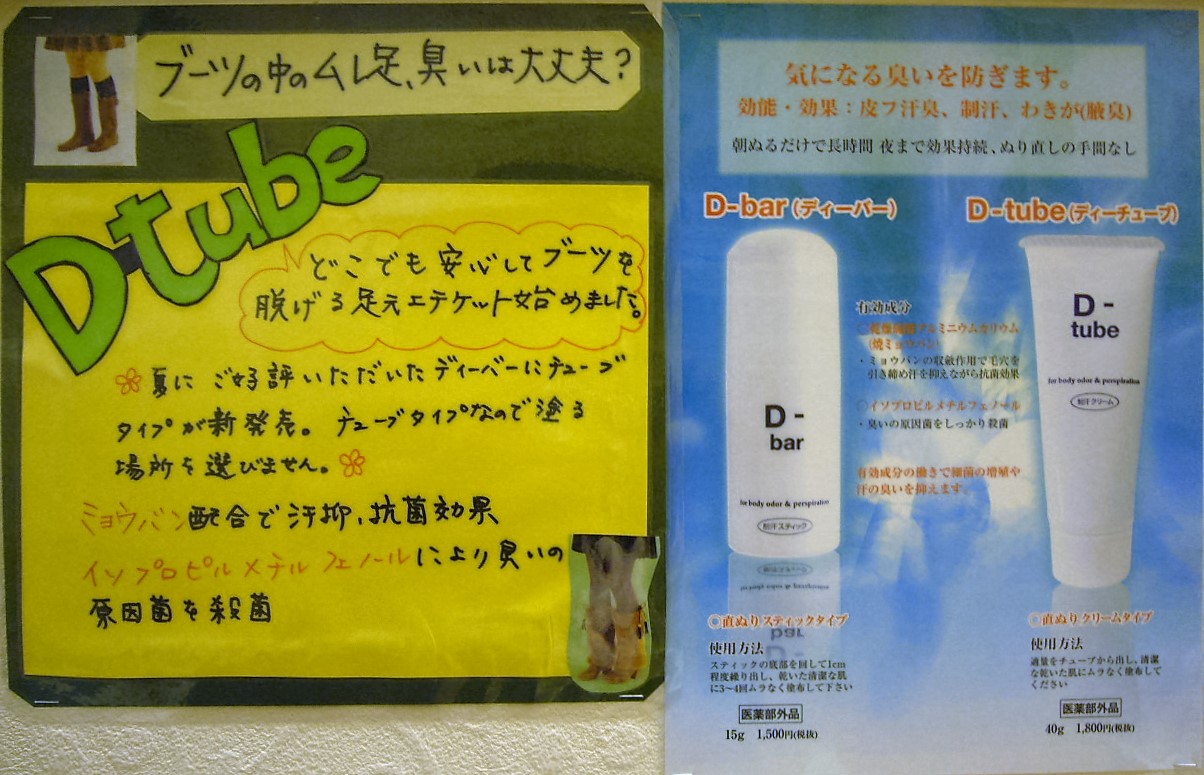 ブーツの中のムレ足、臭いは大丈夫?
D-tube
どこでも安心してブーツを
脱げる足元エテケット始めました。
夏にご好評いただいたディーバーにチューブ
タイプが新発売。チューブタイプなので塗る
場所を選びません。
ミョウバン配合で汗抑、抗菌効果
イソプロピルメチルフェノールにより臭いの
原因菌を殺菌
気になる臭いを防ぎます。
効能・効果：皮フ汗臭、制汗、わきが(腋臭)
朝ぬるだけで長時間 夜まで効果持続、ぬり直しの手間なし
D-bar(ディーバー)
D-
bar
for body odor & perspiration
制汗スティック
◎直ぬりスティックタイプ
使用方法
スティックの底部を回して1cm
程度繰り出し、乾いた清潔な肌
に3〜4回ムラなく塗布して下さい
医薬部外品
15g 1,500円(税抜)
有効成分
○乾燥硫酸アルミニウムカリウム
(焼ミョウバン)
・ミョウバンの収斂作用で毛穴を
引き締め汗を抑えながら抗菌効果
○イソプロピルメチルフェノール
・臭いの原因菌をしっかり殺菌
有効成分の働きで細菌の増殖や
汗の臭いを抑えます。
D-tube(ディーチューブ)
D-
tube
for body odor & perspiration
制汗クリーム
◎直ぬりクリームタイプ
使用方法
適量をチューブから出し、清潔
な乾いた肌にムラなく塗布して
ください
医薬部外品
40g 1,800円(税抜)